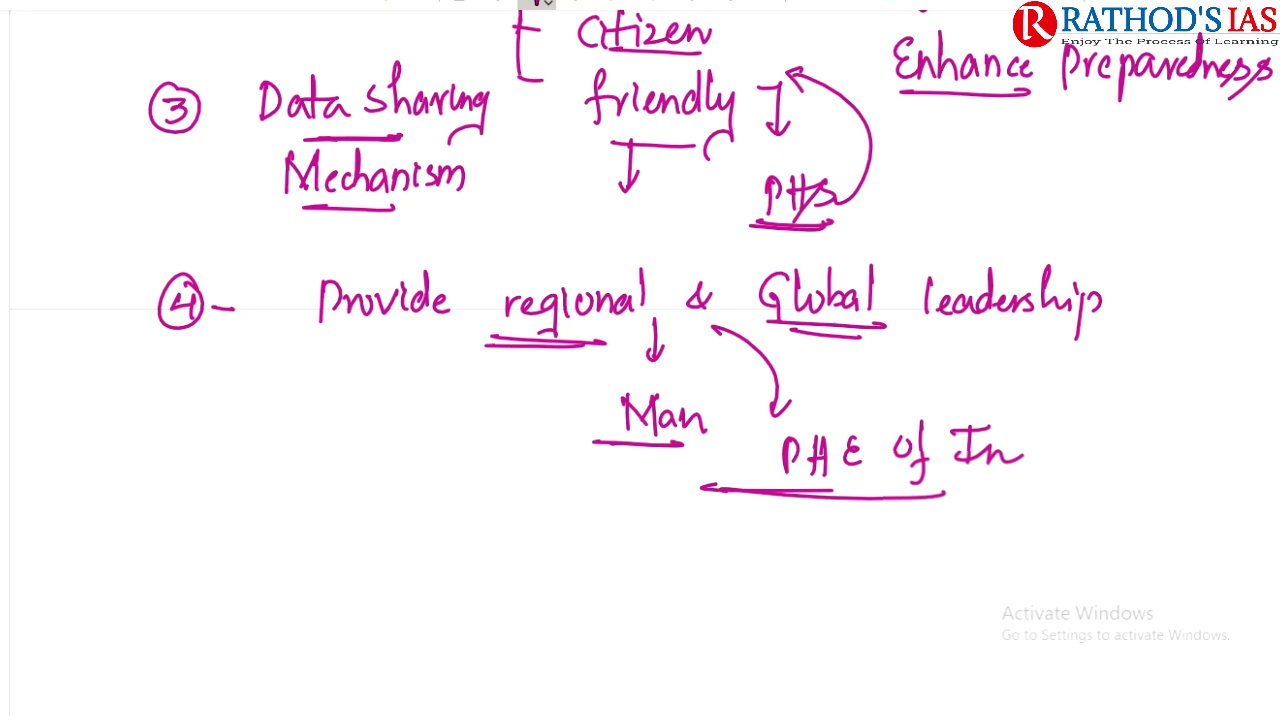 RATHOD'S IAS
Enjoy The Process Of Learning
Citizen
Enhance Preparedness
③ Data sharing friendly
Mechanism
PHS
④ - Provide regional & Global leadership
Man
PHE of In
Activate Windows
Go to Settings to activate Windows.